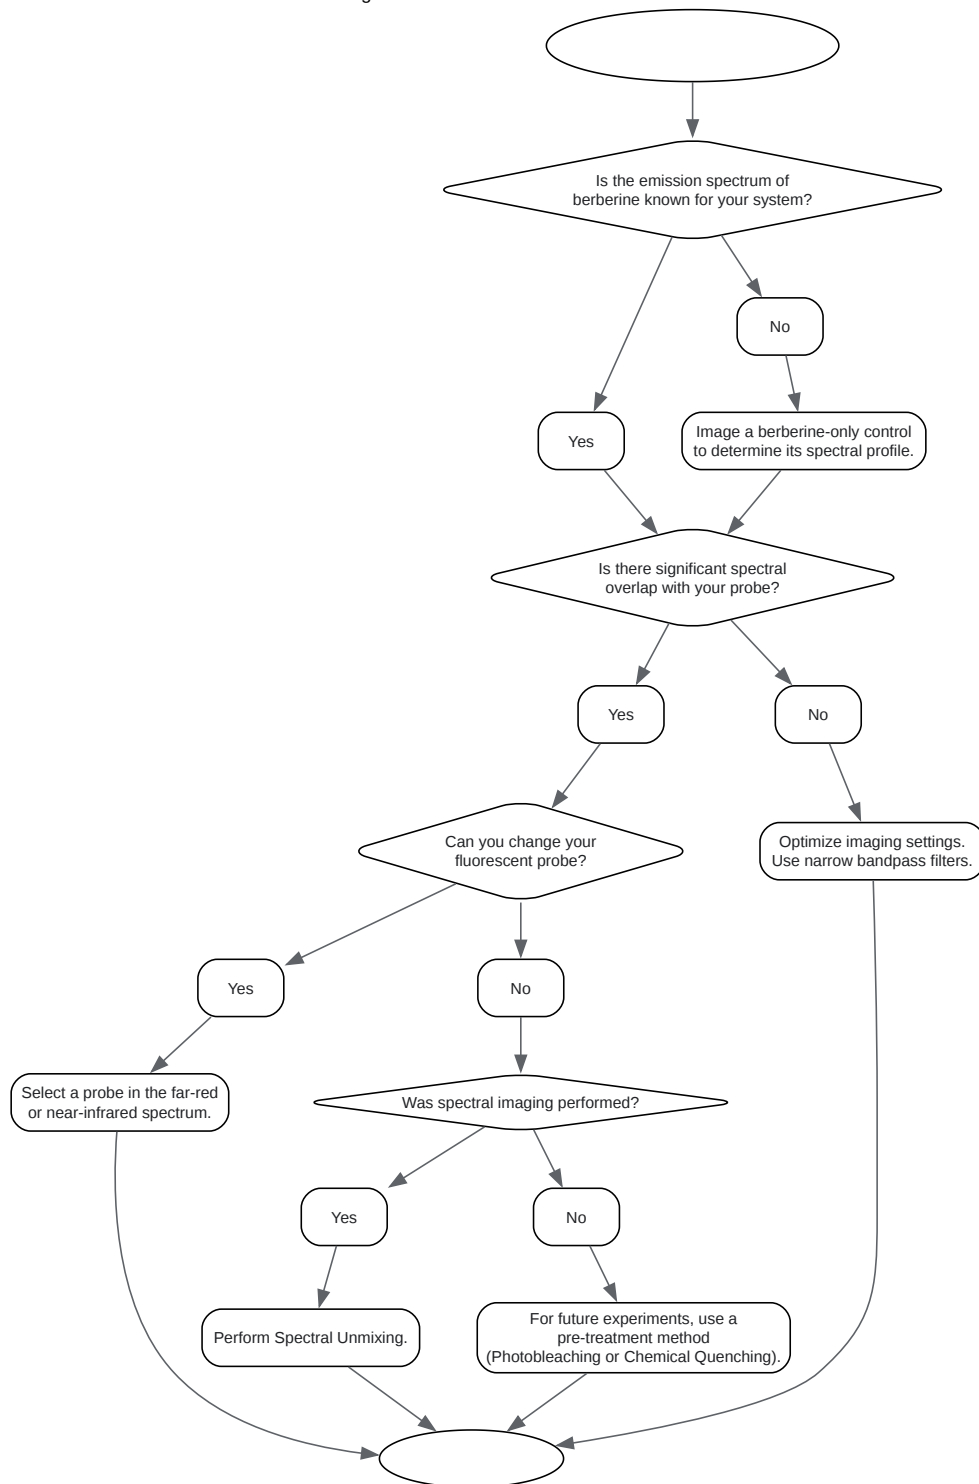 Is the emission spectrum of
berberine known for your system?
No
Yes
Image a berberine-only control
to determine its spectral profile.
Is there significant spectral
overlap with your probe?
Yes
No
Can you change your
fluorescent probe?
Optimize imaging settings.
Use narrow bandpass filters.
Yes
No
Select a probe in the far-red
or near-infrared spectrum.
Was spectral imaging performed?
Yes
No
Perform Spectral Unmixing.
For future experiments, use a
pre-treatment method
(Photobleaching or Chemical Quenching).